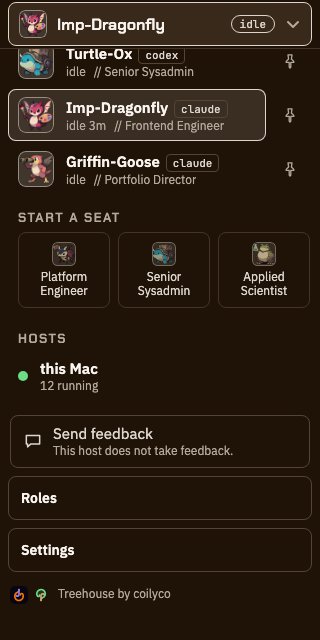 Imp-Dragonfly idle
Turtle-Ox codex
idle // Senior Sysadmin
Imp-Dragonfly claude
idle 3m // Frontend Engineer
Griffin-Goose claude
idle // Portfolio Director
START A SEAT
Platform Engineer
Senior Sysadmin
Applied Scientist
HOSTS
this Mac
12 running
Send feedback
This host does not take feedback.
Roles
Settings
Treehouse by coilyco